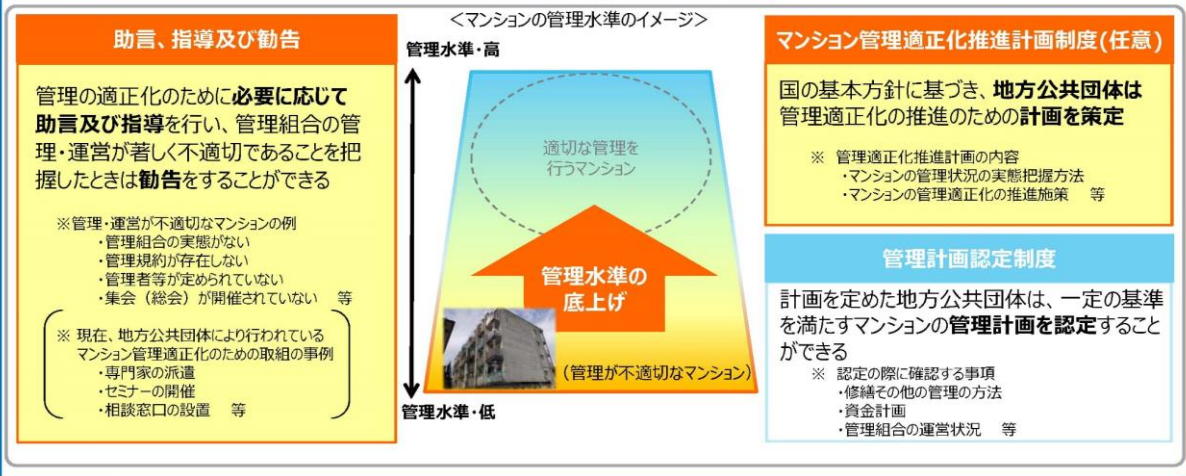 助言、指導及び勧告
管理の適正化のために必要に応じて
助言及び指導を行い、管理組合の管
理・運営が著しく不適切であることを把
握したときは勧告をすることができる
※管理・運営が不適切なマンションの例
・管理組合の実態がない
・管理規約が存在しない
・管理者等が定められていない
・集会（総会）が開催されていない 等
※ 現在、地方公共団体により行われている
マンション管理適正化のための取組の事例
・専門家の派遣
・セミナーの開催
・相談窓口の設置 等
＜マンションの管理水準のイメージ＞
管理水準・高
適切な管理を
行うマンション
管理水準の
底上げ
（管理が不適切なマンション）
管理水準・低
マンション管理適正化推進計画制度(任意)
国の基本方針に基づき、地方公共団体は
管理適正化の推進のための計画を策定
※ 管理適正化推進計画の内容
・マンションの管理状況の実態把握方法
・マンションの管理適正化の推進施策 等
管理計画認定制度
計画を定めた地方公共団体は、一定の基準
を満たすマンションの管理計画を認定すること
ができる
※ 認定の際に確認する事項
・修繕その他の管理の方法
・資金計画
・管理組合の運営状況 等